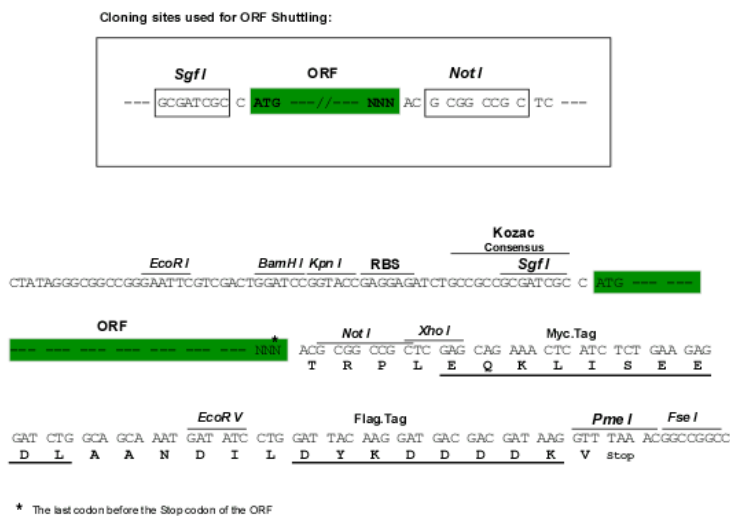 Cloning sites used for ORF Shuttling:
Sgf I ORF Not I
--- GCGATCGC C ATG ---//--- NNN AC G CGG CCG C TC ---
Kozac
Consensus
EcoR I BamH I Kpn I RBS Sgf I
CTATAGGGCGGCCGGGAATTCGTCGACTGGATCCGGTACCGAGGAGATCTGCCGCCGCGATCGC C ATG --- ---
ORF Not I Xho I Myc.Tag
*
--- --- --- --- --- --- --- --- NNN ACG CGG CCG CTC GAG CAG AAA CTC ATC TCT GAA GAG
T R P L E Q K L I S E E
EcoR V Flag.Tag Pme I Fse I
GAT CTG GCA GCA AAT GAT ATC CTG GAT TAC AAG GAT GAC GAC GAT AAG GTT TAA ACGGCCGGCC
D L A A N D I L D Y K D D D D K V Stop
* The last codon before the Stop codon of the ORF